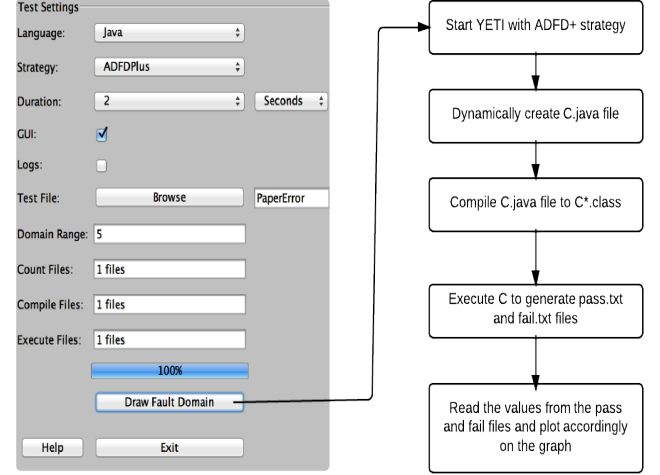 Test Settings
Language: Java
Strategy: ADFDPlus
Duration: 2 Seconds
GUI:
Logs:
Test File: Browse PaperError
Domain Range: 5
Count Files: 1 files
Compile Files: 1 files
Execute Files: 1 files
100%
Draw Fault Domain
Help Exit
Start YETI with ADFD+ strategy
Dynamically create C.java file
Compile C.java file to C*.class
Execute C to generate pass.txt
and fail.txt files
Read the values from the pass
and fail files and plot accordingly
on the graph